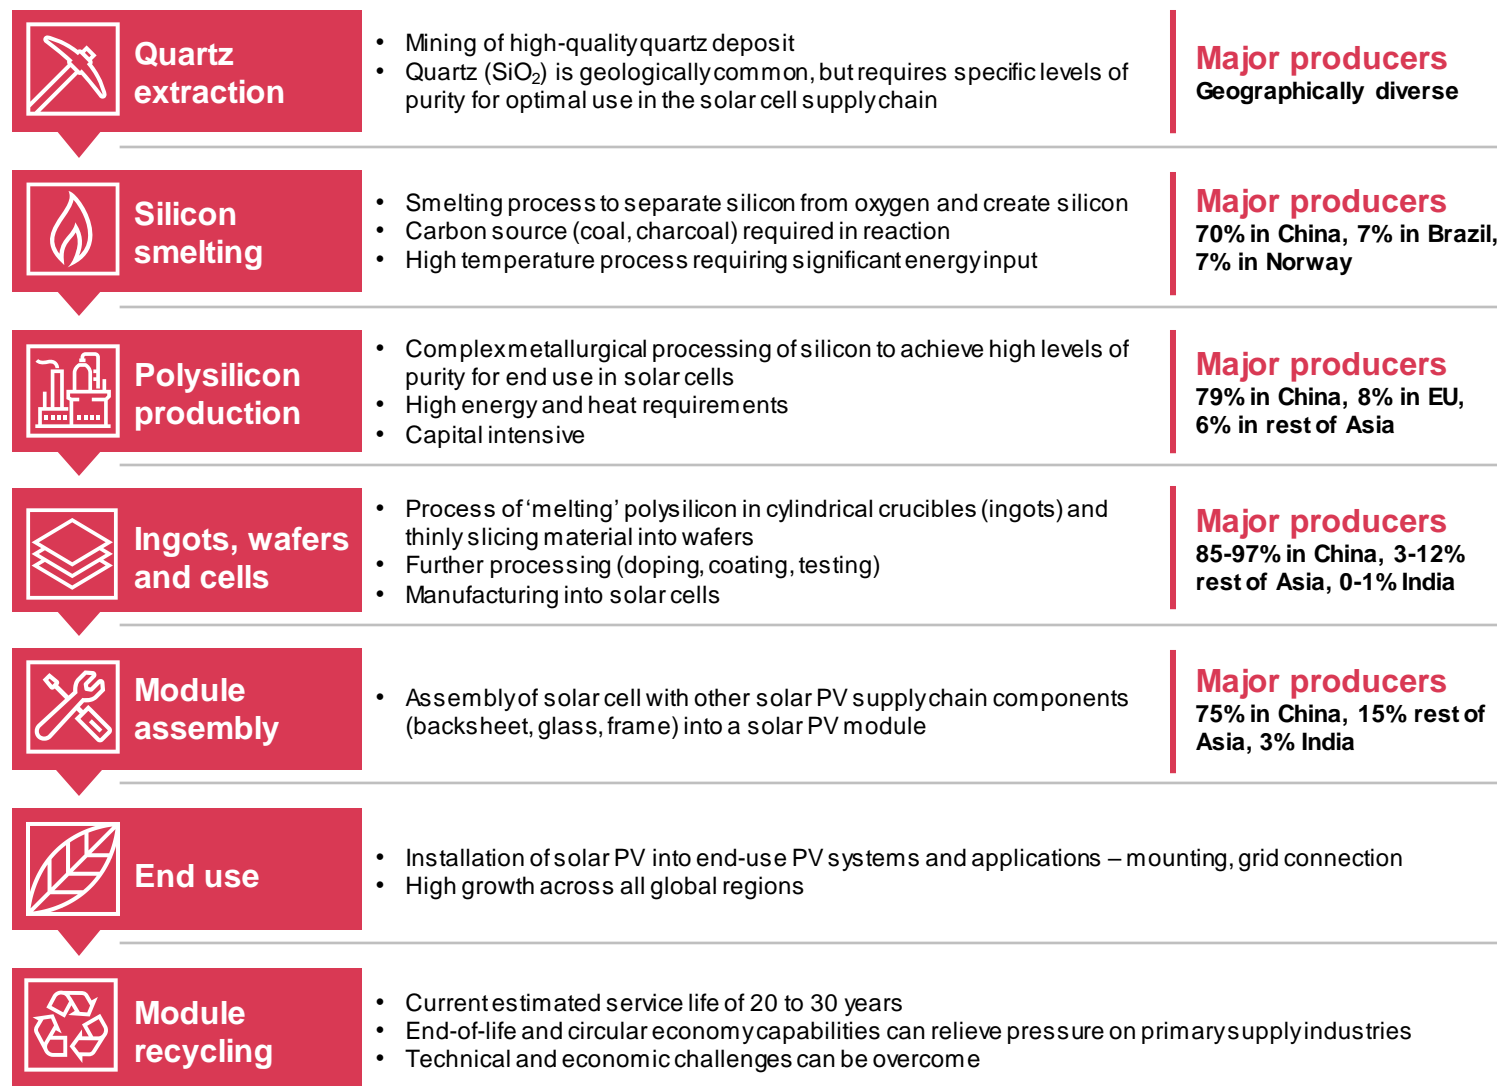 Quartz
extraction
• Mining of high-quality quartz deposit
• Quartz (SiO₂) is geologically common, but requires specific levels of
purity for optimal use in the solar cell supply chain
Major producers
Geographically diverse
Silicon
smelting
• Smelting process to separate silicon from oxygen and create silicon
• Carbon source (coal, charcoal) required in reaction
• High temperature process requiring significant energy input
Major producers
70% in China, 7% in Brazil,
7% in Norway
Polysilicon
production
• Complex metallurgical processing of silicon to achieve high levels of
purity for end use in solar cells
• High energy and heat requirements
• Capital intensive
Major producers
79% in China, 8% in EU,
6% in rest of Asia
Ingots, wafers
and cells
• Process of ‘melting’ polysilicon in cylindrical crucibles (ingots) and
thinly slicing material into wafers
• Further processing (doping, coating, testing)
• Manufacturing into solar cells
Major producers
85-97% in China, 3-12%
rest of Asia, 0-1% India
Module
assembly
• Assembly of solar cell with other solar PV supply chain components
(backsheet, glass, frame) into a solar PV module
Major producers
75% in China, 15% rest of
Asia, 3% India
End use
• Installation of solar PV into end-use PV systems and applications – mounting, grid connection
• High growth across all global regions
Module
recycling
• Current estimated service life of 20 to 30 years
• End-of-life and circular economy capabilities can relieve pressure on primary supply industries
• Technical and economic challenges can be overcome